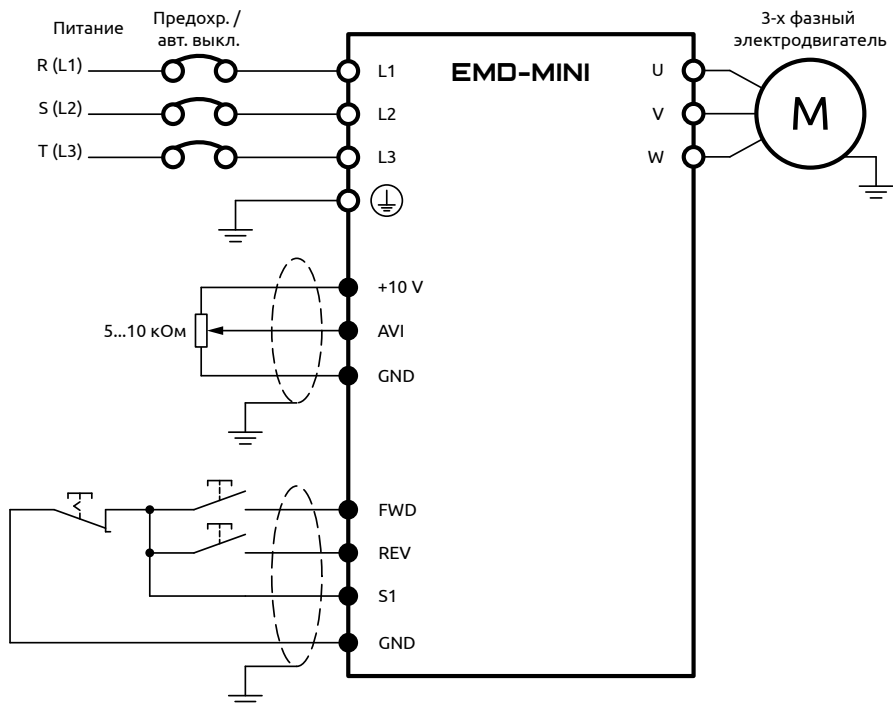 Питание
Предохр. /
авт. выкл.
3-х фазный
электродвигатель
EMD-MINI
R (L1)
L1
U
S (L2)
L2
V
M
T (L3)
L3
W
+10 V
5...10 кОм
AVI
GND
FWD
REV
S1
GND